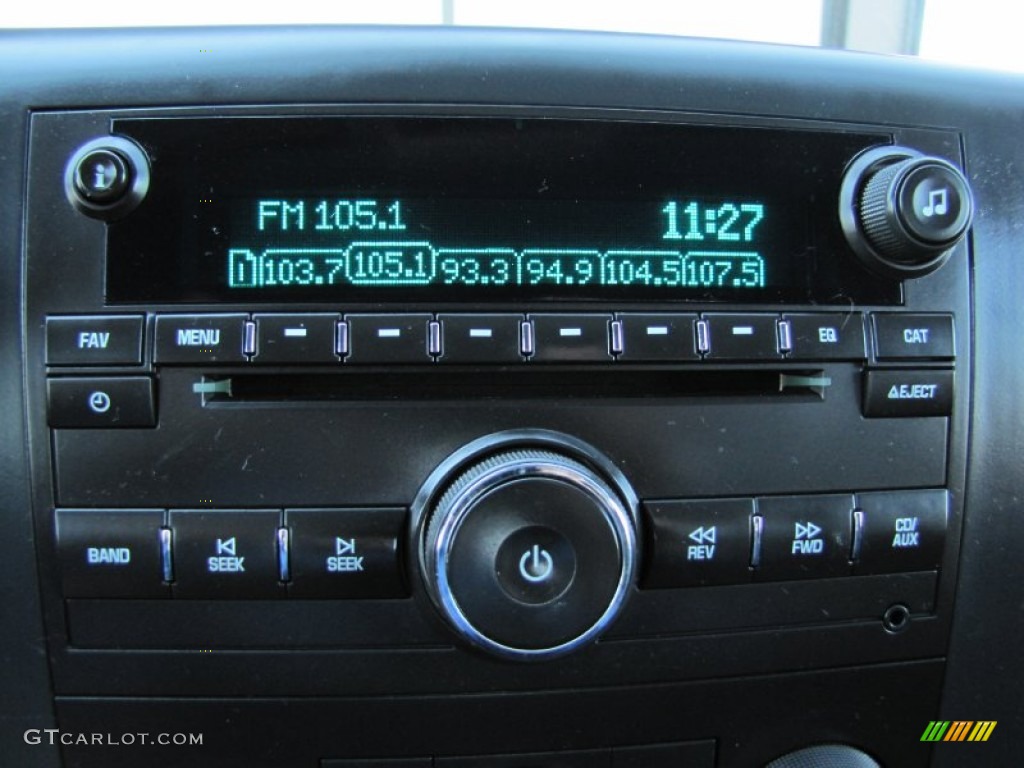 i
FM 105.1 11:27
1 103.7 105.1 93.3 94.9 104.5 107.5
FAV MENU EQ CAT
EJECT
BAND SEEK SEEK REV FWD CD/AUX
GTCARLOT.COM